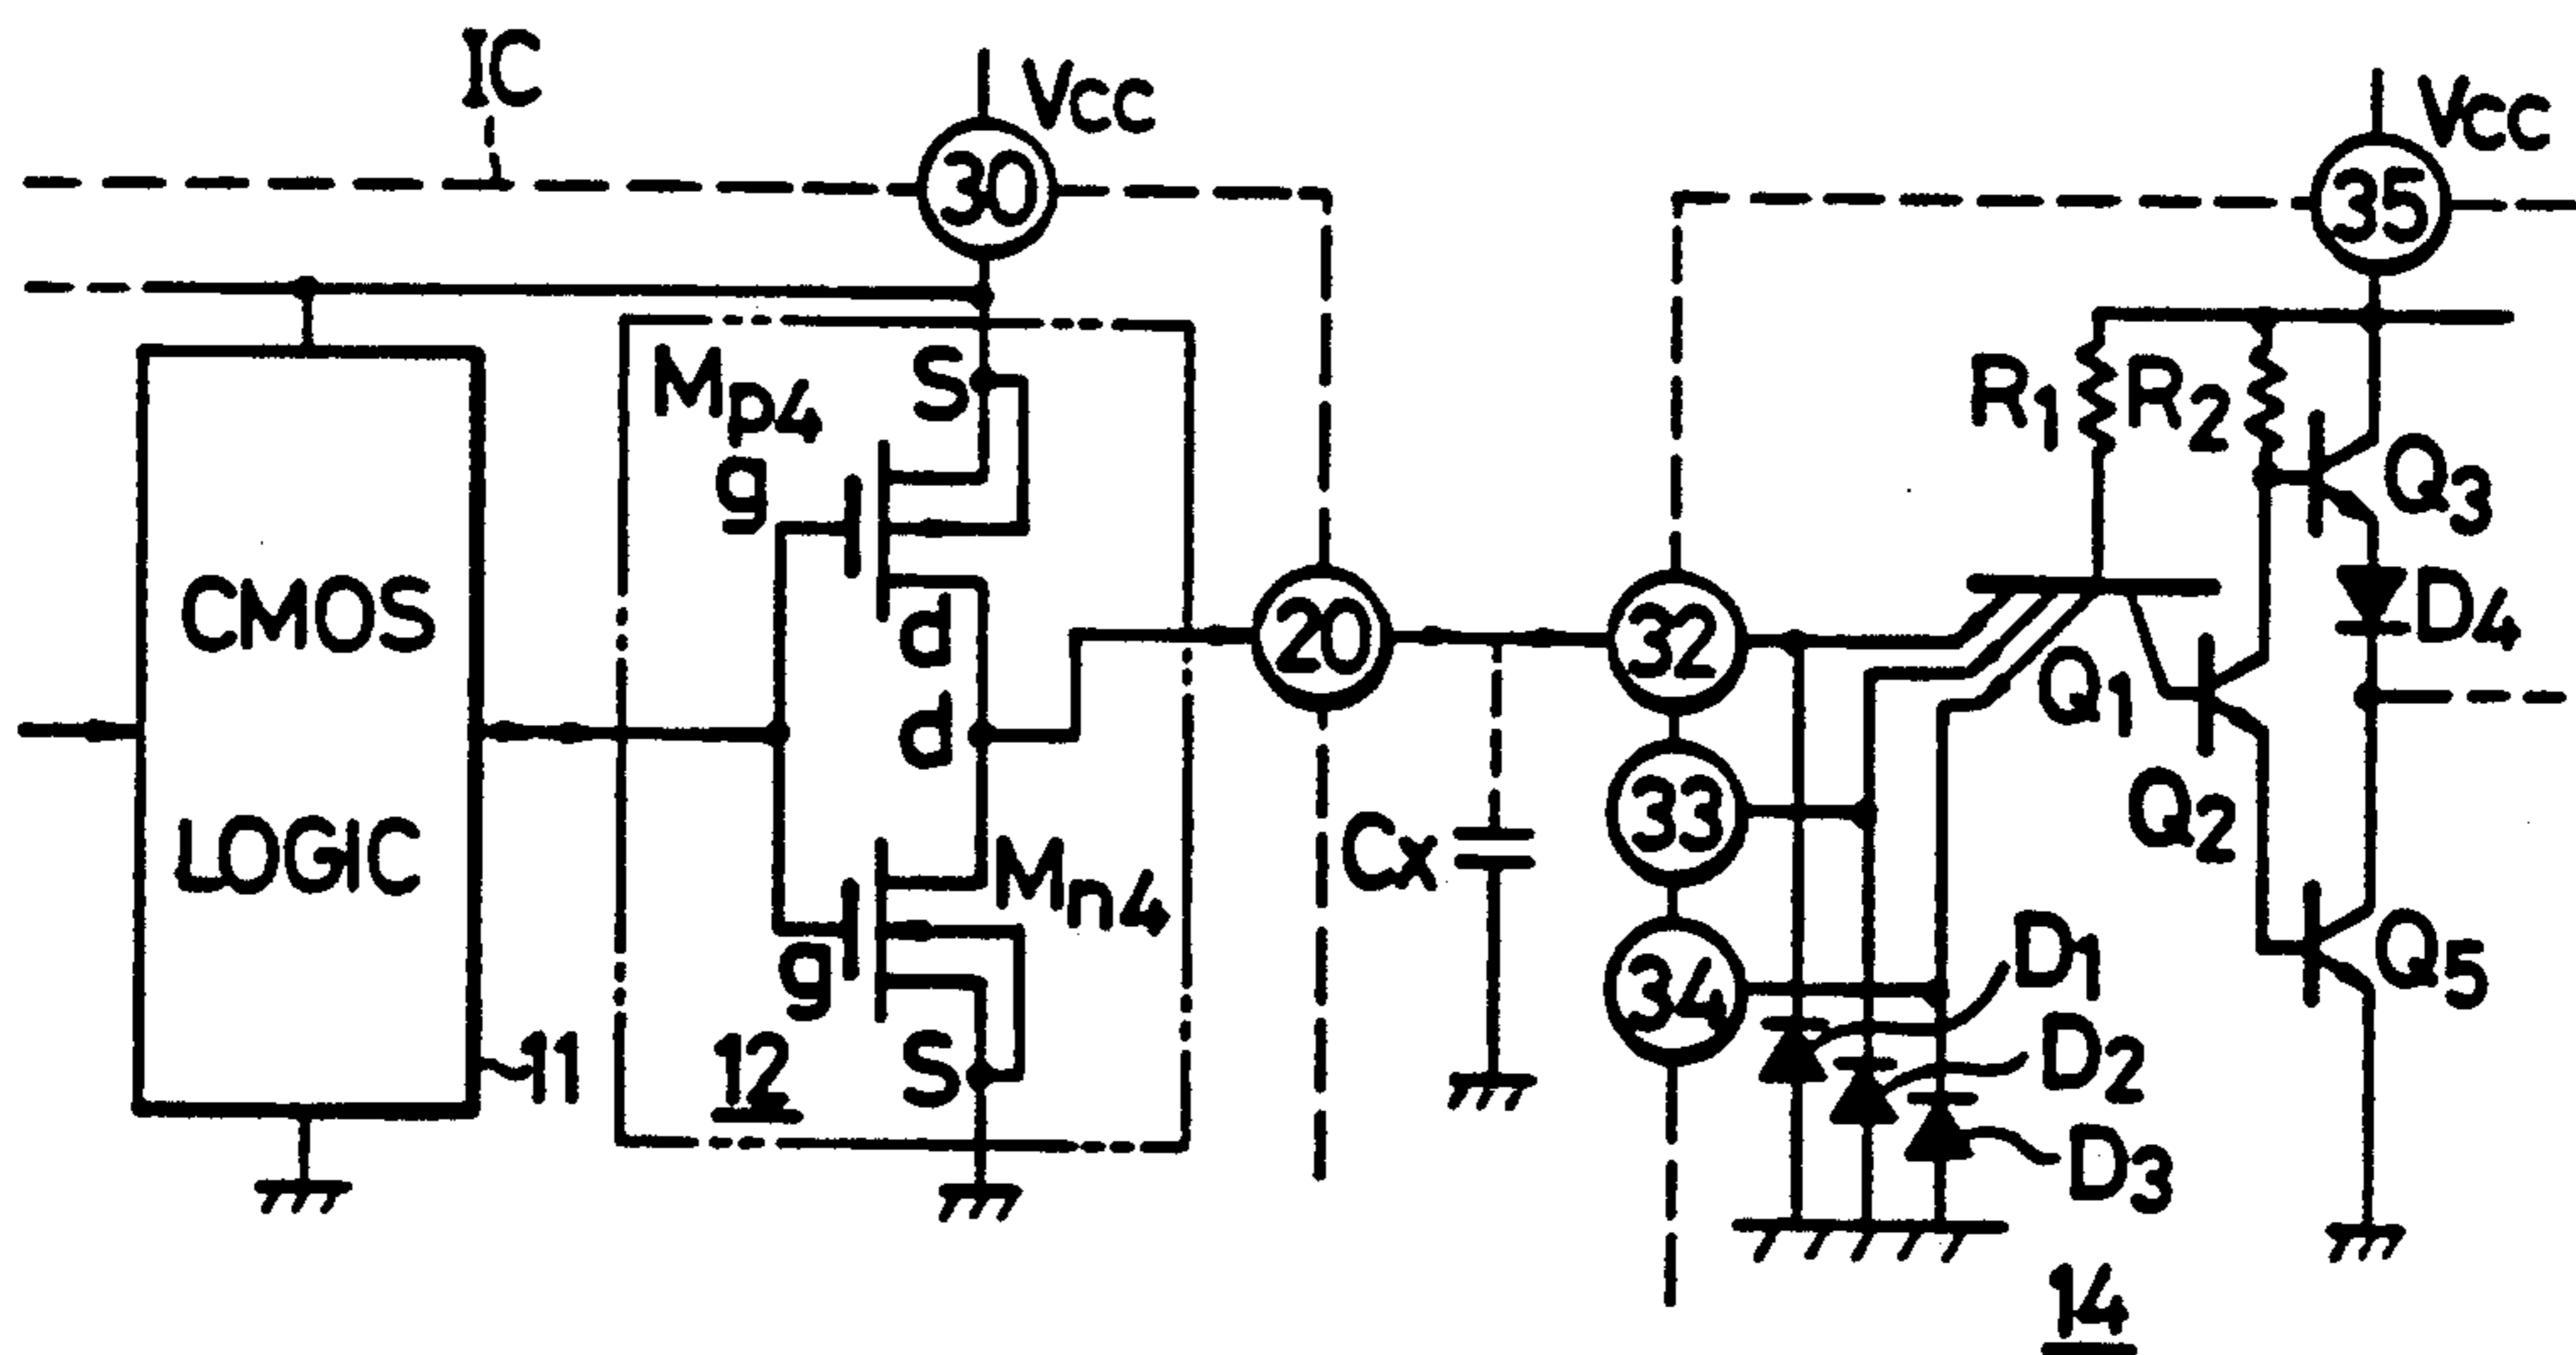 IC
Vcc
30
Vcc
35
Mp4
S
g
d
d
Mn4
g
S
12
CMOS
LOGIC
11
20
Cx
32
33
34
R1
R2
Q3
D4
Q1
Q2
Q5
D1
D2
D3
14